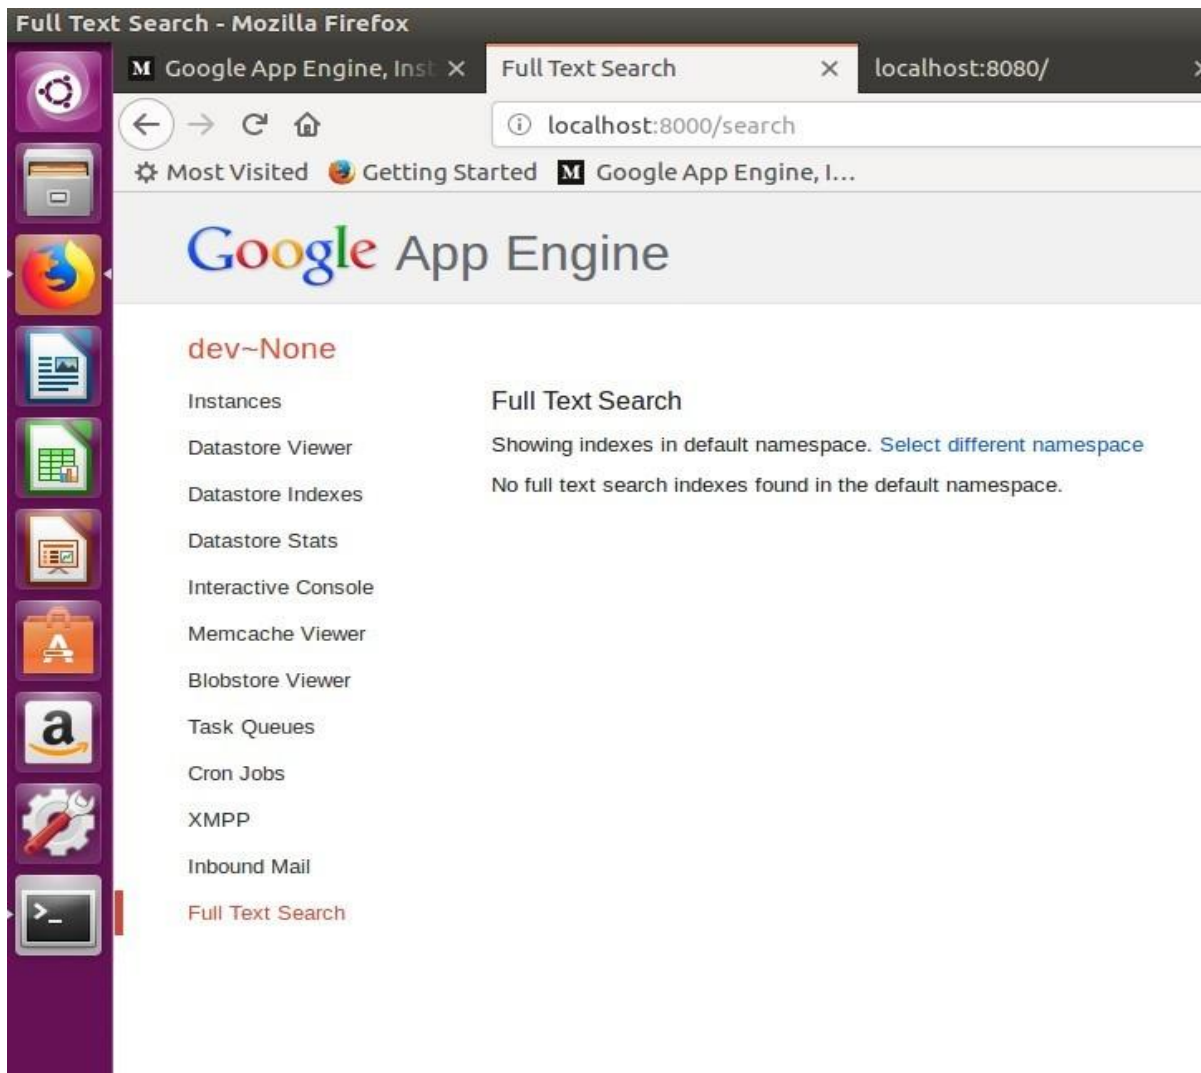 Full Text Search - Mozilla Firefox
M Google App Engine, Inst
Full Text Search
localhost:8080/
localhost:8000/search
Most Visited Getting Started M Google App Engine, I...
Google App Engine
dev~None
Instances
Datastore Viewer
Datastore Indexes
Datastore Stats
Interactive Console
Memcache Viewer
Blobstore Viewer
Task Queues
Cron Jobs
XMPP
Inbound Mail
Full Text Search
Full Text Search
Showing indexes in default namespace. Select different namespace
No full text search indexes found in the default namespace.
A
a
>_